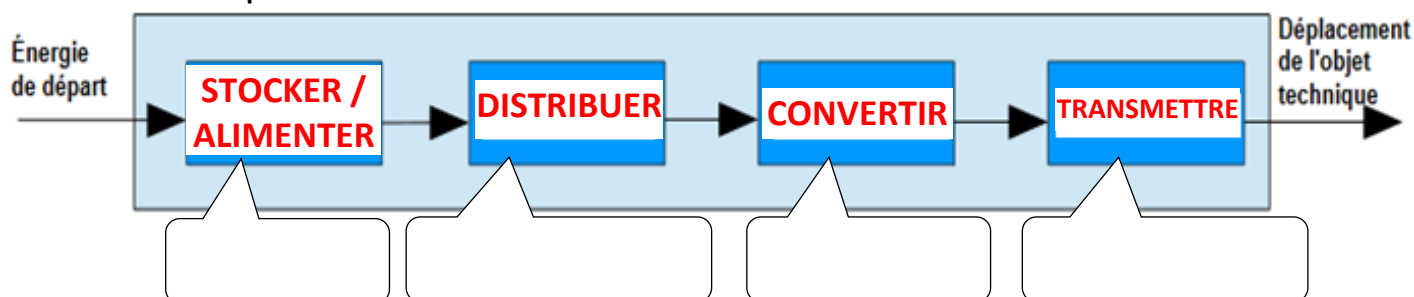 Énergie
de départ
STOCKER /
ALIMENTER
DISTRIBUER
CONVERTIR
TRANSMETTRE
Déplacement
de l'objet
technique